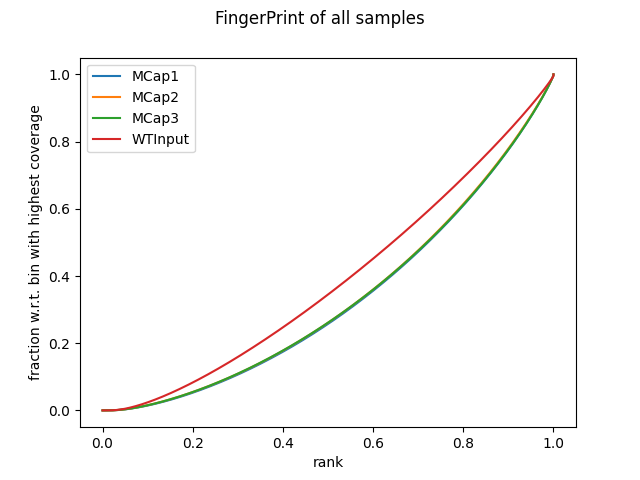 FingerPrint of all samples
MCap1
MCap2
MCap3
WTInput
fraction w.r.t. bin with highest coverage
1.0
0.8
0.6
0.4
0.2
0.0
0.0 0.2 0.4 0.6 0.8 1.0
rank